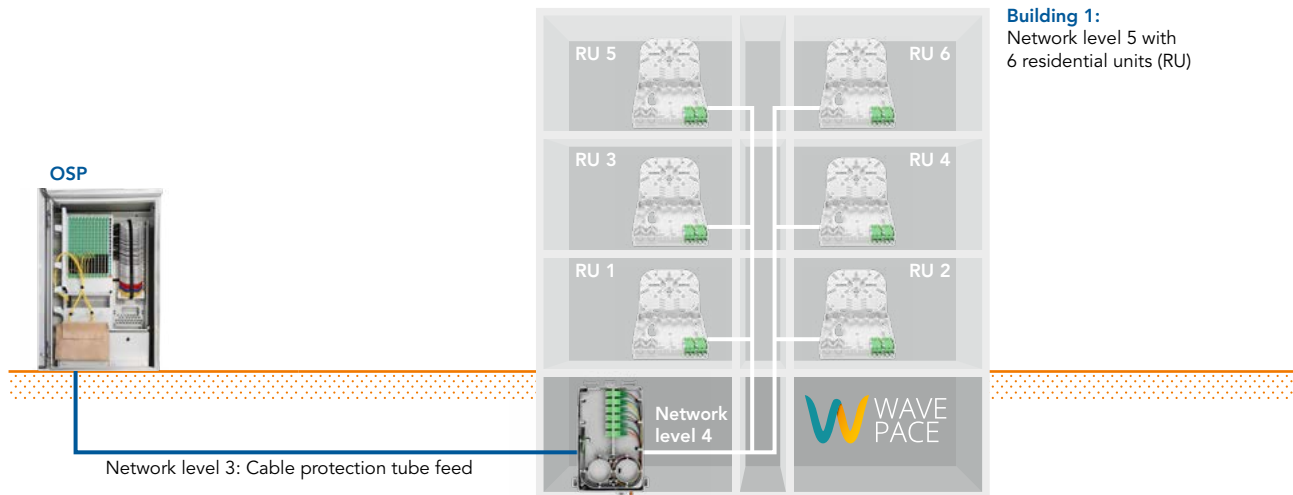 Building 1:
Network level 5 with
6 residential units (RU)
RU 5
RU 6
RU 3
RU 4
OSP
RU 1
RU 2
Network
level 4
WAVE
PACE
Network level 3: Cable protection tube feed